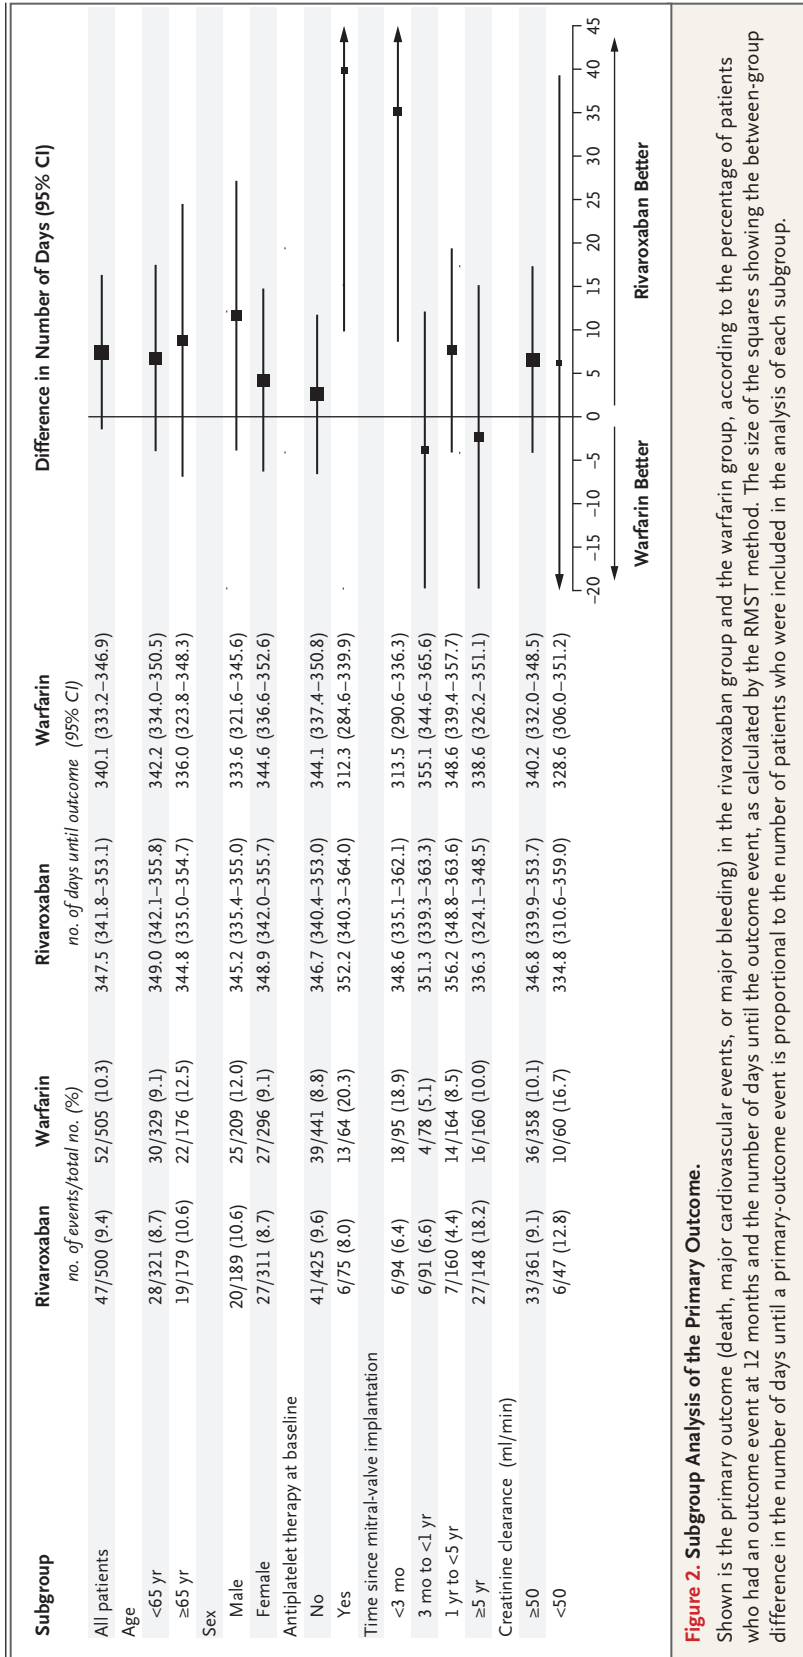 Subgroup Rivaroxaban Warfarin Rivaroxaban Warfarin Difference in Number of Days (95% CI)
no. of events/total no. (%) no. of days until outcome (95% CI)
All patients 47/500 (9.4) 52/505 (10.3) 347.5 (341.8–353.1) 340.1 (333.2–346.9)
Age
<65 yr 28/321 (8.7) 30/329 (9.1) 349.0 (342.1–355.8) 342.2 (334.0–350.5)
≥65 yr 19/179 (10.6) 22/176 (12.5) 344.8 (335.0–354.7) 336.0 (323.8–348.3)
Sex
Male 20/189 (10.6) 25/209 (12.0) 345.2 (335.4–355.0) 333.6 (321.6–345.6)
Female 27/311 (8.7) 27/296 (9.1) 348.9 (342.0–355.7) 344.6 (336.6–352.6)
Antiplatelet therapy at baseline
No 41/425 (9.6) 39/441 (8.8) 346.7 (340.4–353.0) 344.1 (337.4–350.8)
Yes 6/75 (8.0) 13/64 (20.3) 352.2 (340.3–364.0) 312.3 (284.6–339.9)
Time since mitral-valve implantation
<3 mo 6/94 (6.4) 18/95 (18.9) 348.6 (335.1–362.1) 313.5 (290.6–336.3)
3 mo to <1 yr 6/91 (6.6) 4/78 (5.1) 351.3 (339.3–363.3) 355.1 (344.6–365.6)
1 yr to <5 yr 7/160 (4.4) 14/164 (8.5) 356.2 (348.8–363.6) 348.6 (339.4–357.7)
≥5 yr 27/148 (18.2) 16/160 (10.0) 336.3 (324.1–348.5) 338.6 (326.2–351.1)
Creatinine clearance (ml/min)
≥50 33/361 (9.1) 36/358 (10.1) 346.8 (339.9–353.7) 340.2 (332.0–348.5)
<50 6/47 (12.8) 10/60 (16.7) 334.8 (310.6–359.0) 328.6 (306.0–351.2)
−20 −15 −10 −5 0 5 10 15 20 25 30 35 40 45
Warfarin Better Rivaroxaban Better
Figure 2. Subgroup Analysis of the Primary Outcome.
Shown is the primary outcome (death, major cardiovascular events, or major bleeding) in the rivaroxaban group and the warfarin group, according to the percentage of patients
who had an outcome event at 12 months and the number of days until the outcome event, as calculated by the RMST method. The size of the squares showing the between-group
difference in the number of days until a primary-outcome event is proportional to the number of patients who were included in the analysis of each subgroup.